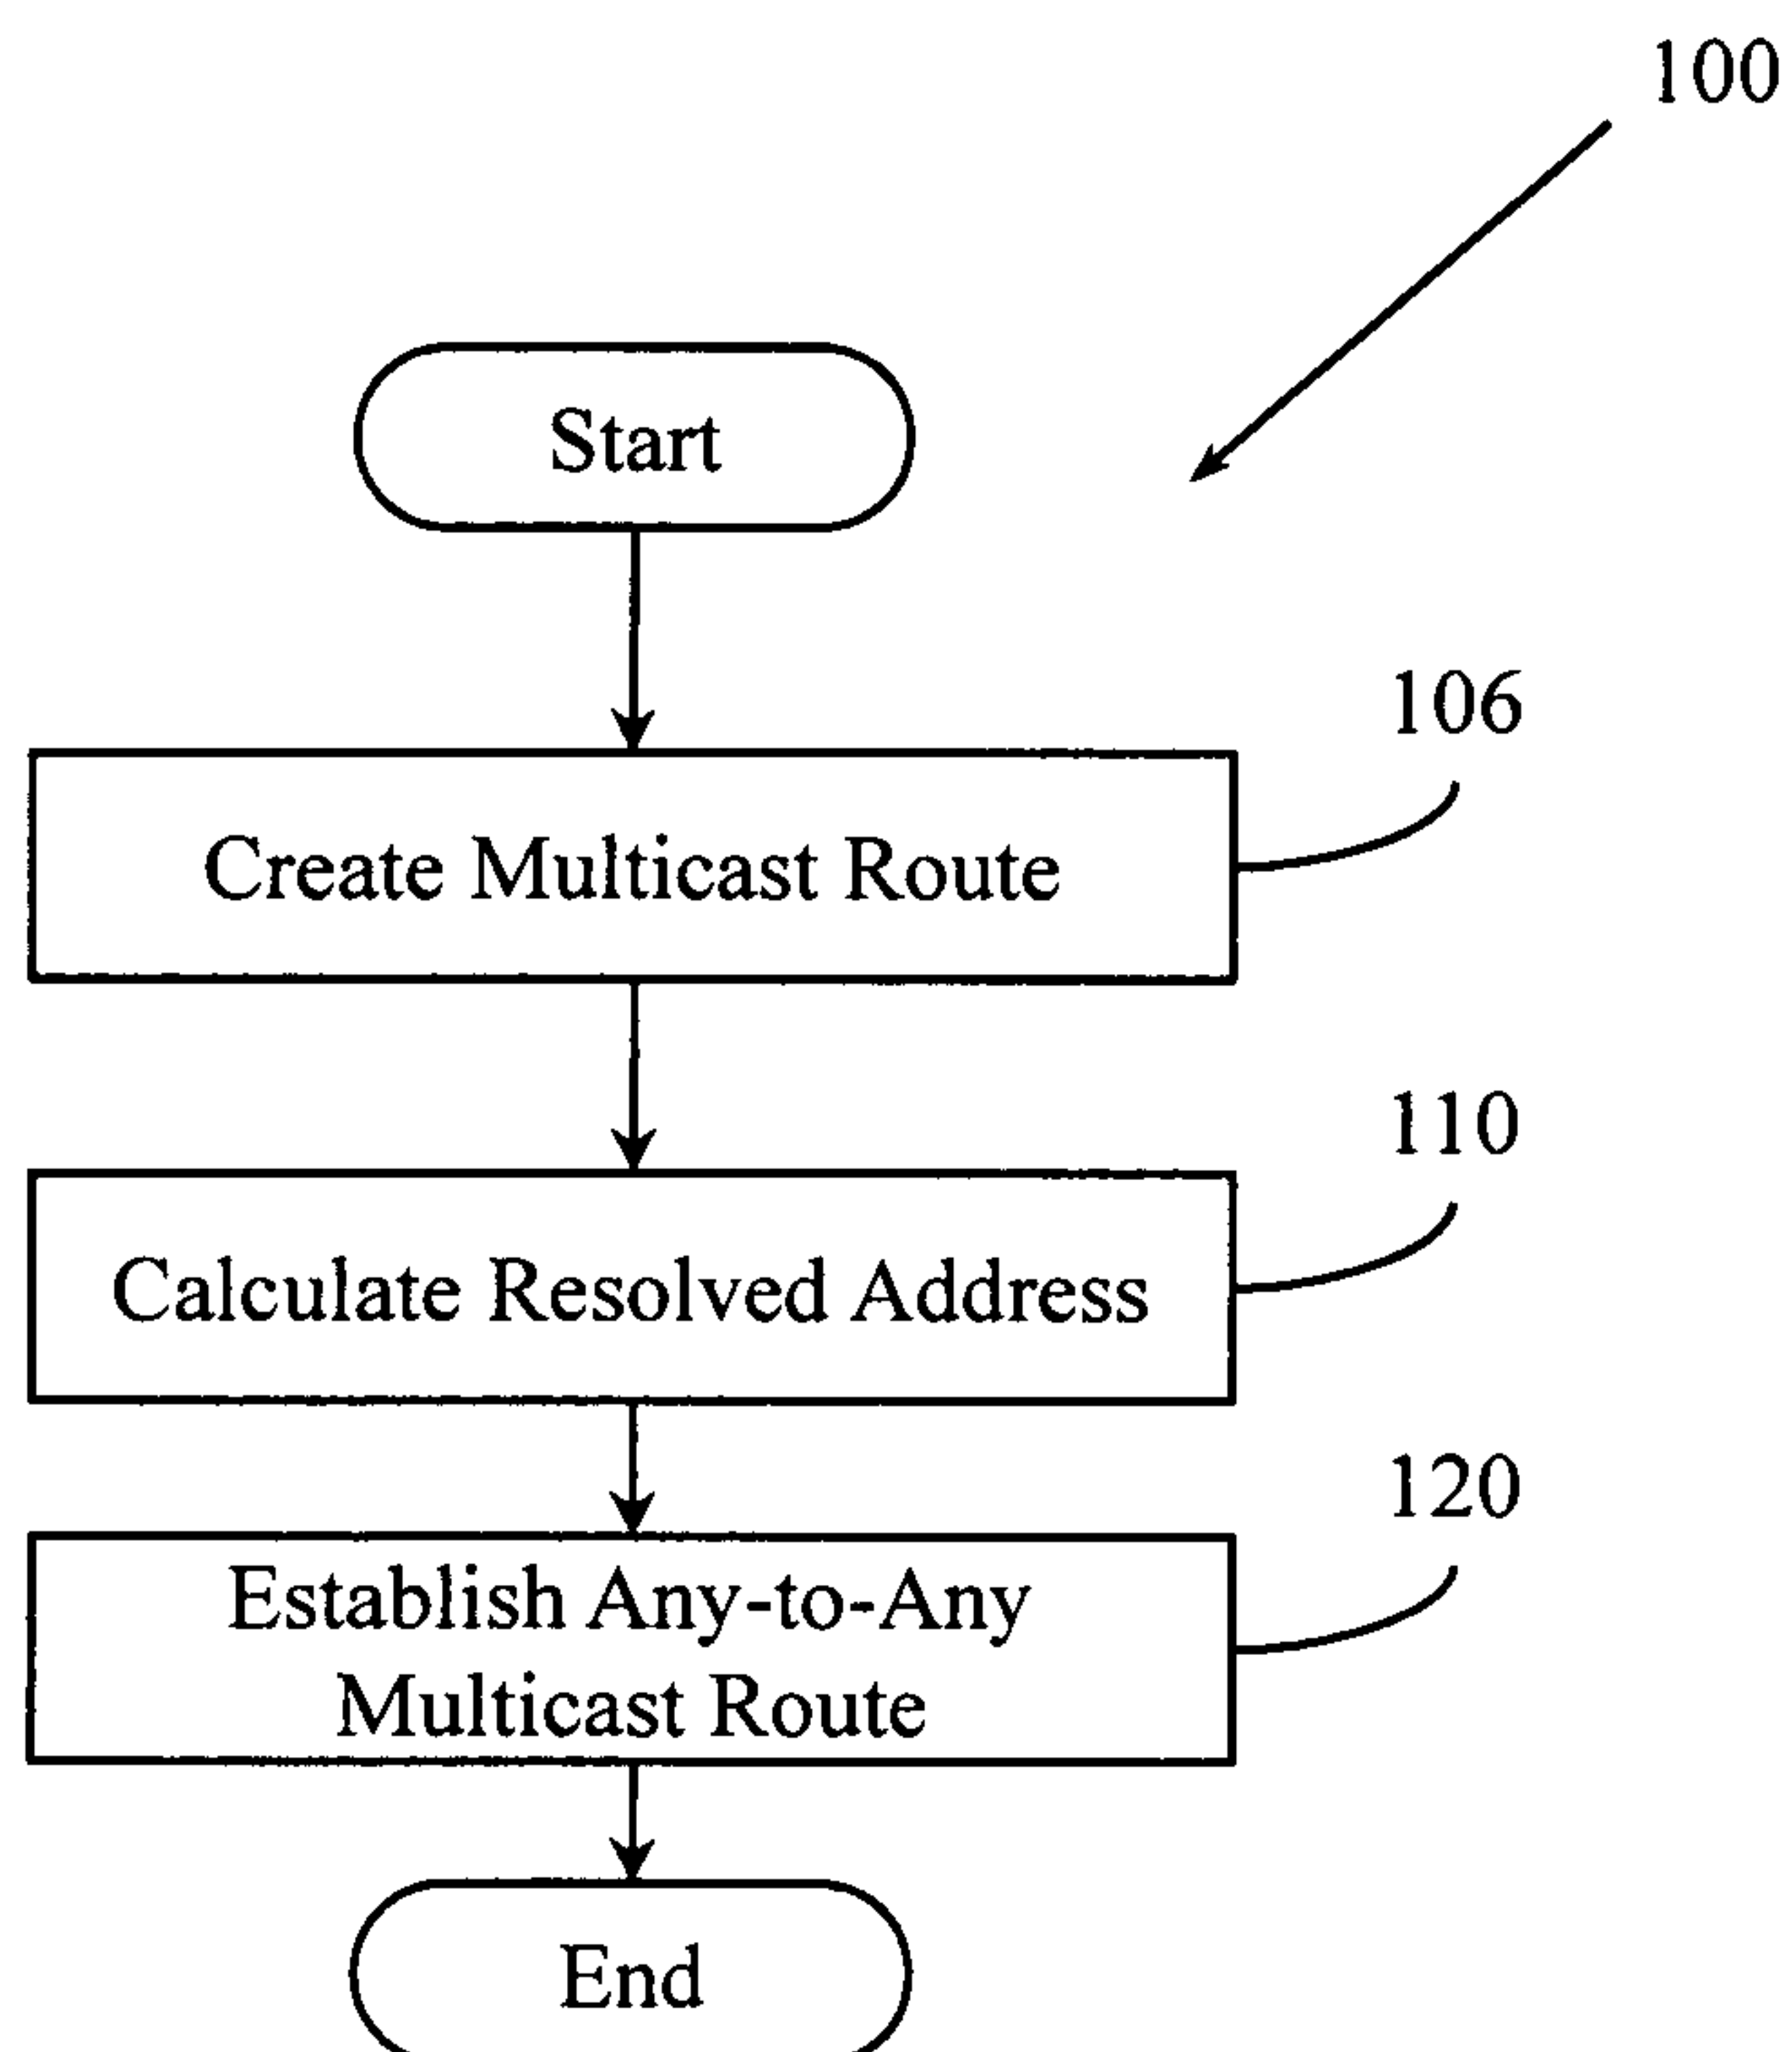 100
Start
106
Create Multicast Route
110
Calculate Resolved Address
120
Establish Any-to-Any
Multicast Route
End